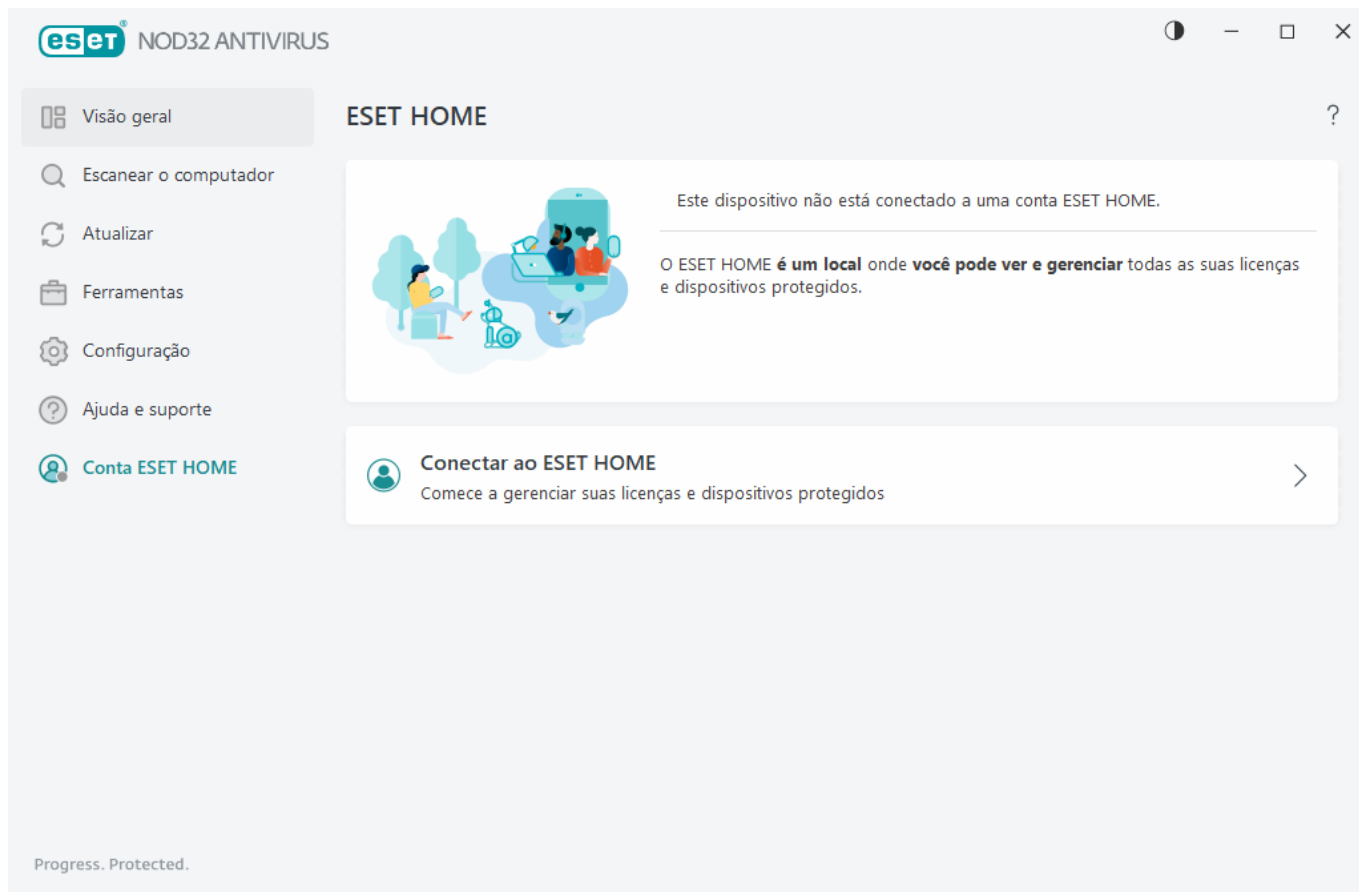 eset® NOD32 ANTIVIRUS
Visão geral
Escanear o computador
Atualizar
Ferramentas
Configuração
Ajuda e suporte
Conta ESET HOME
ESET HOME
?
Este dispositivo não está conectado a uma conta ESET HOME.
O ESET HOME é um local onde você pode ver e gerenciar todas as suas licenças
e dispositivos protegidos.
Conectar ao ESET HOME
Comece a gerenciar suas licenças e dispositivos protegidos
Progress. Protected.